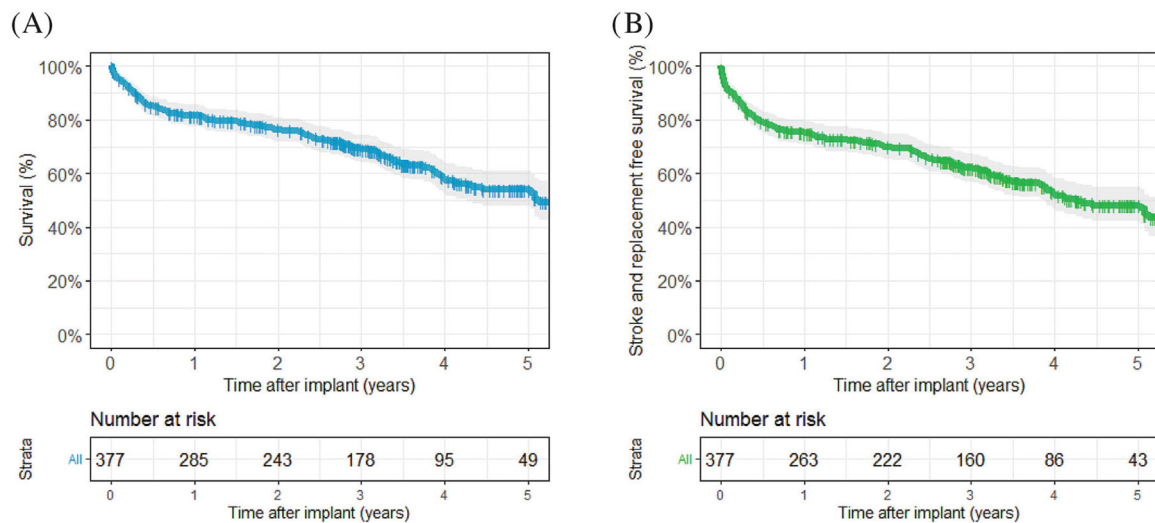 (A)
Survival (%)
100%
80%
60%
40%
20%
0%
0 1 2 3 4 5
Time after implant (years)
Number at risk
Strata
All 377 285 243 178 95 49
0 1 2 3 4 5
Time after implant (years)
(B)
Stroke and replacement free survival (%)
100%
80%
60%
40%
20%
0%
0 1 2 3 4 5
Time after implant (years)
Number at risk
Strata
All 377 263 222 160 86 43
0 1 2 3 4 5
Time after implant (years)